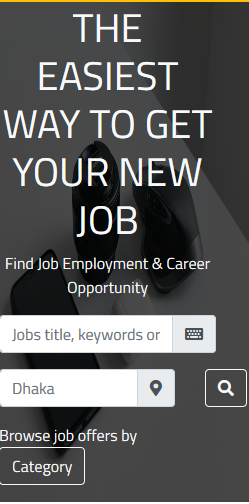 THE
EASIEST
WAY TO GET
YOUR NEW
JOB
Find Job Employment & Career
Opportunity
Jobs title, keywords or
Dhaka
Browse job offers by
Category